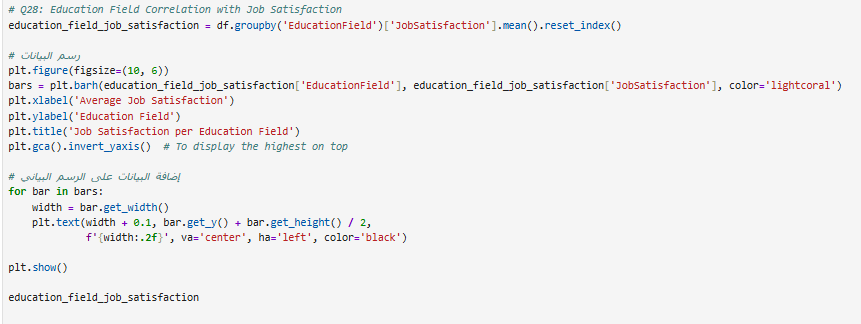 # Q28: Education Field Correlation with Job Satisfaction
education_field_job_satisfaction = df.groupby('EducationField')['JobSatisfaction'].mean().reset_index()
# رسم البيانات
plt.figure(figsize=(10, 6))
bars = plt.barh(education_field_job_satisfaction['EducationField'], education_field_job_satisfaction['JobSatisfaction'], color='lightcoral')
plt.xlabel('Average Job Satisfaction')
plt.ylabel('Education Field')
plt.title('Job Satisfaction per Education Field')
plt.gca().invert_yaxis()  # To display the highest on top
# إضافة البيانات على الرسم البياني
for bar in bars:
    width = bar.get_width()
    plt.text(width + 0.1, bar.get_y() + bar.get_height() / 2,
             f'{width:.2f}', va='center', ha='left', color='black')
plt.show()
education_field_job_satisfaction